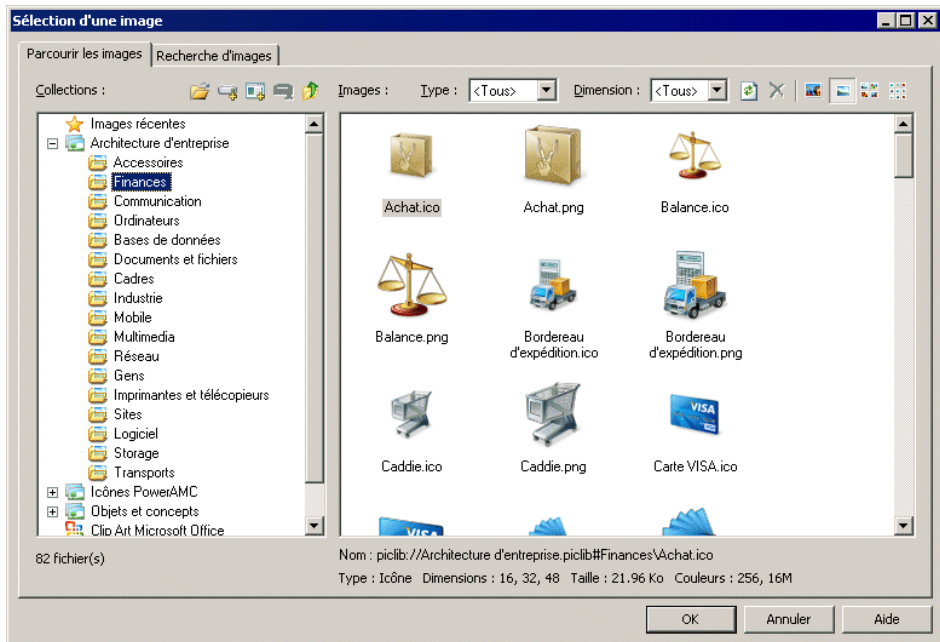 Sélection d'une image
Parcourir les images
Recherche d'images
Collections :
Images :
Type :
<Tous>
Dimension :
<Tous>
Images récentes
Architecture d'entreprise
Accessoires
Finances
Communication
Ordinateurs
Bases de données
Documents et fichiers
Cadres
Industrie
Mobile
Multimedia
Réseau
Gens
Imprimantes et télécopieurs
Sites
Logiciel
Storage
Transports
Icônes PowerAMC
Objets et concepts
Clip Art Microsoft Office
Achat.ico
Achat.png
Balance.ico
Balance.png
Bordereau
d'expédition.ico
Bordereau
d'expédition.png
VISA
Caddie.ico
Caddie.png
Carte VISA.ico
VISA
82 fichier(s)
Nom : piclib://Architecture d'entreprise.piclib#Finances\Achat.ico
Type : Icône Dimensions : 16, 32, 48 Taille : 21.96 Ko Couleurs : 256, 16M
OK
Annuler
Aide